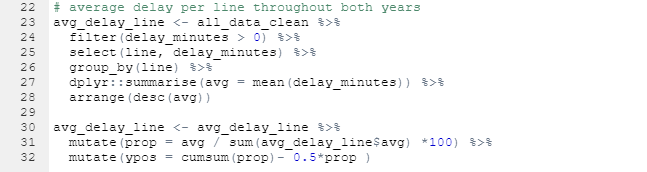 22 # average delay per line throughout both years
23 avg_delay_line <- all_data_clean %>%
24   filter(delay_minutes > 0) %>%
25   select(line, delay_minutes) %>%
26   group_by(line) %>%
27   dplyr::summarise(avg = mean(delay_minutes)) %>%
28   arrange(desc(avg))
29
30 avg_delay_line <- avg_delay_line %>%
31   mutate(prop = avg / sum(avg_delay_line$avg) *100) %>%
32   mutate(ypos = cumsum(prop)- 0.5*prop )